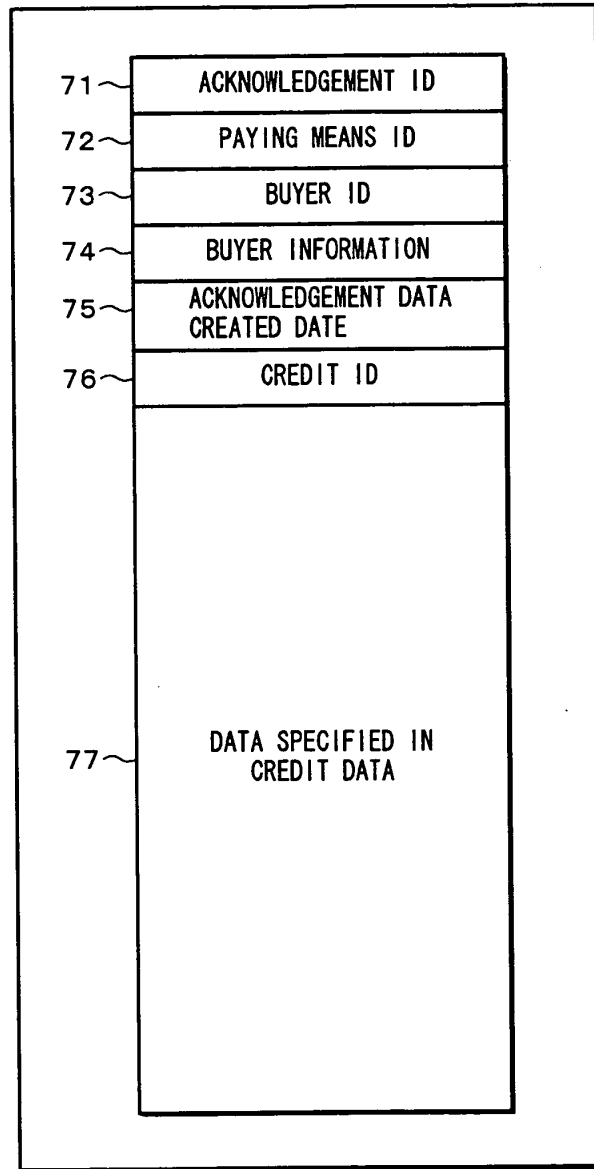 71 ACKNOWLEDGEMENT ID
72 PAYING MEANS ID
73 BUYER ID
74 BUYER INFORMATION
75 ACKNOWLEDGEMENT DATA
CREATED DATE
76 CREDIT ID
77 DATA SPECIFIED IN
CREDIT DATA